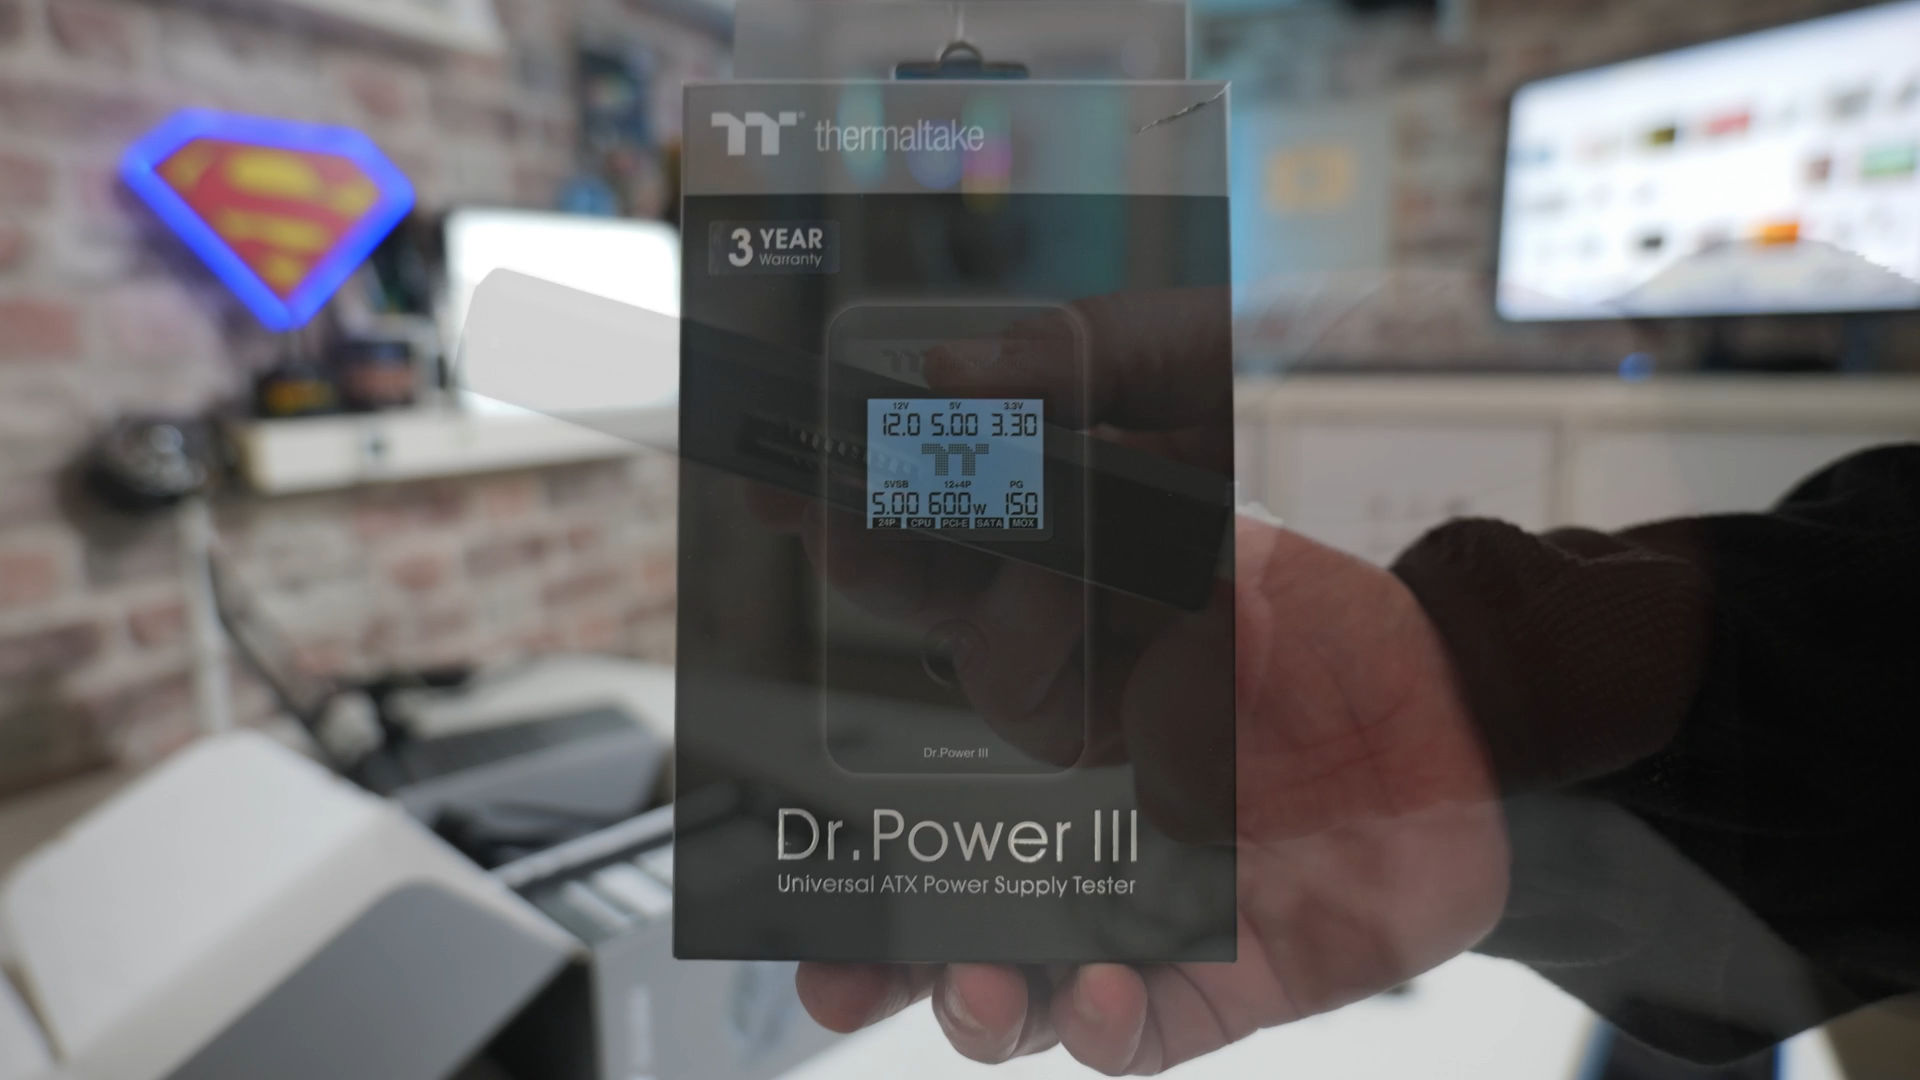 thermaltake
3 YEAR
Warranty
12V 5V 3.3V
12.0 5.00 3.30
5VSB 12+4P PG
5.00 600W 150
24P CPU PCI-E SATA MOX
Dr.Power III
Dr.Power III
Universal ATX Power Supply Tester